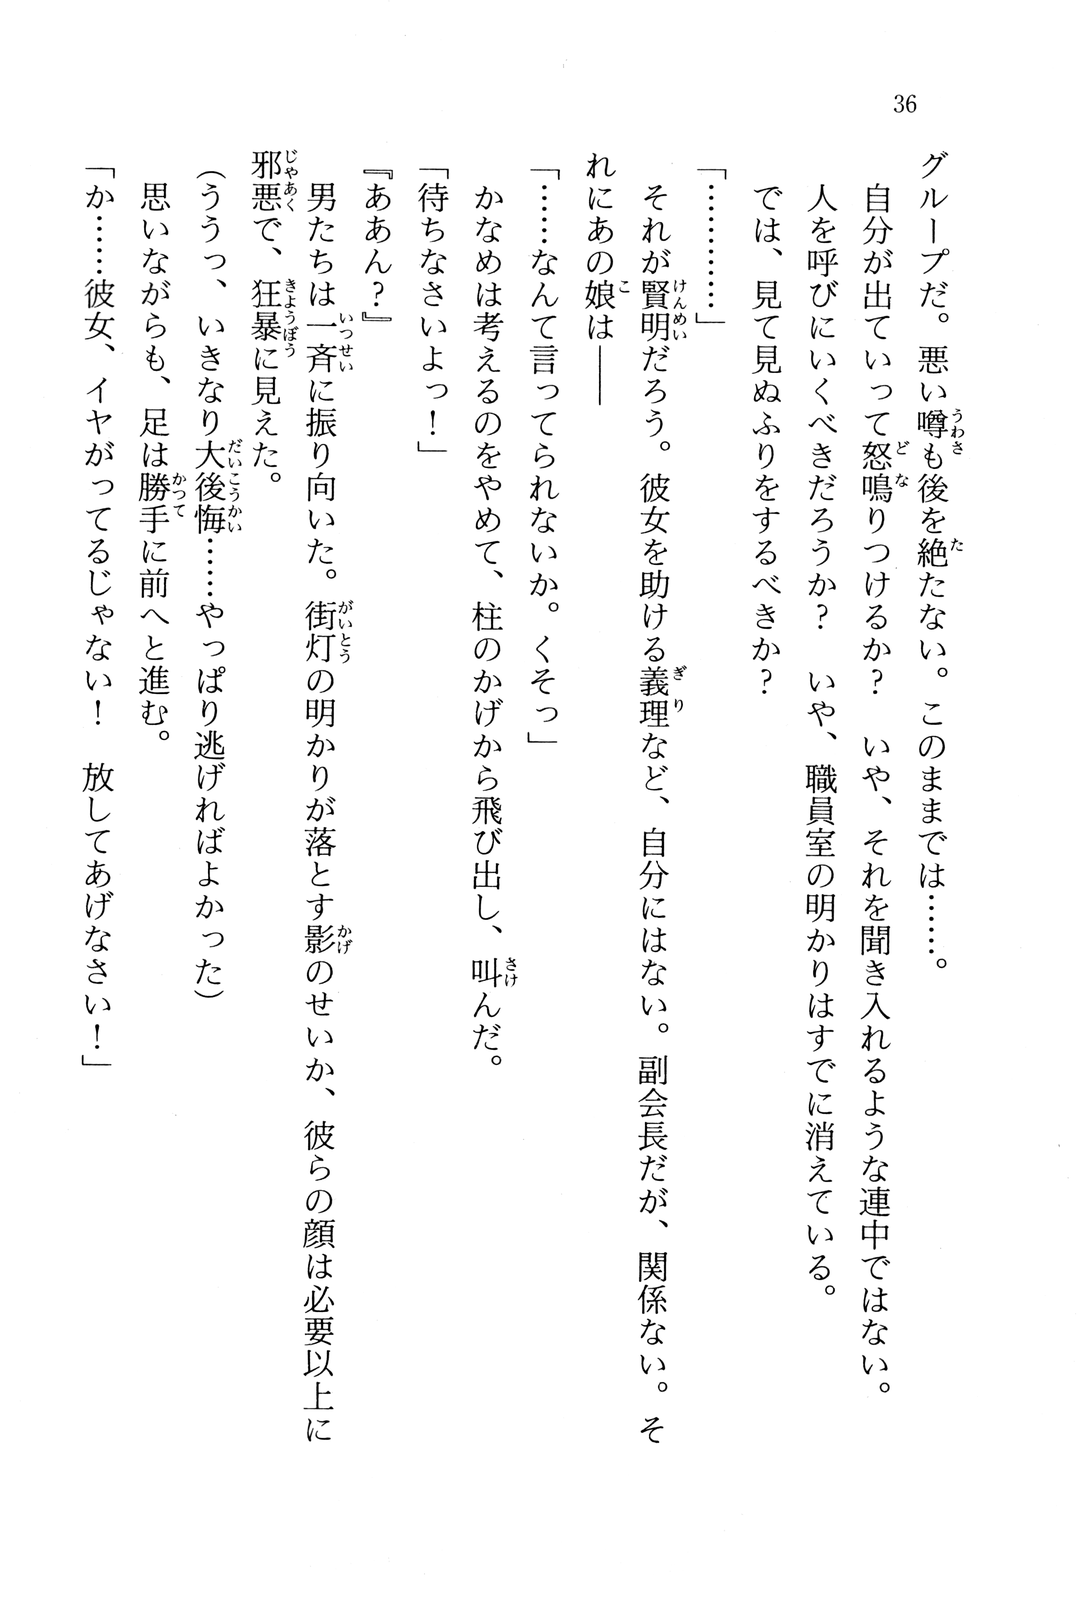 36
グループだ。悪い噂も後を絶たない。このままでは……。
自分が出ていって怒鳴りつけるか？　いや、それを聞き入れるような連中ではない。
人を呼びにいくべきだろうか？　いや、職員室の明かりはすでに消えている。
では、見て見ぬふりをするべきか？
「…………」
それが賢明だろう。彼女を助ける義理など、自分にはない。副会長だが、関係ない。そ
れにあの娘は――
「……なんて言ってられないか。くそっ」
かなめは考えるのをやめて、柱のかげから飛び出し、叫んだ。
「待ちなさいよっ！」
『ああん？』
男たちは一斉に振り向いた。街灯の明かりが落とす影のせいか、彼らの顔は必要以上に
邪悪で、狂暴に見えた。
（ううっ、いきなり大後悔……やっぱり逃げればよかった）
思いながらも、足は勝手に前へと進む。
「か……彼女、イヤがってるじゃない！　放してあげなさい！」